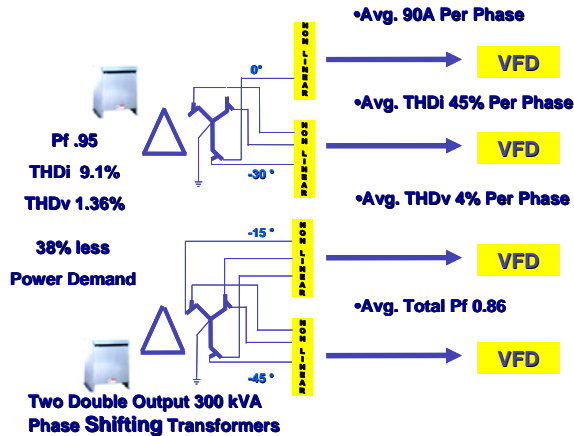 •Avg. 90A Per Phase
NON LINEAR
0°
VFD
•Avg. THDi 45% Per Phase
Pf .95
THDi 9.1%
THDv 1.36%
NON LINEAR
VFD
-30 °
•Avg. THDv 4% Per Phase
38% less
Power Demand
-15 °
NON LINEAR
VFD
•Avg. Total Pf 0.86
NON LINEAR
VFD
-45 °
Two Double Output 300 kVA
Phase Shifting Transformers